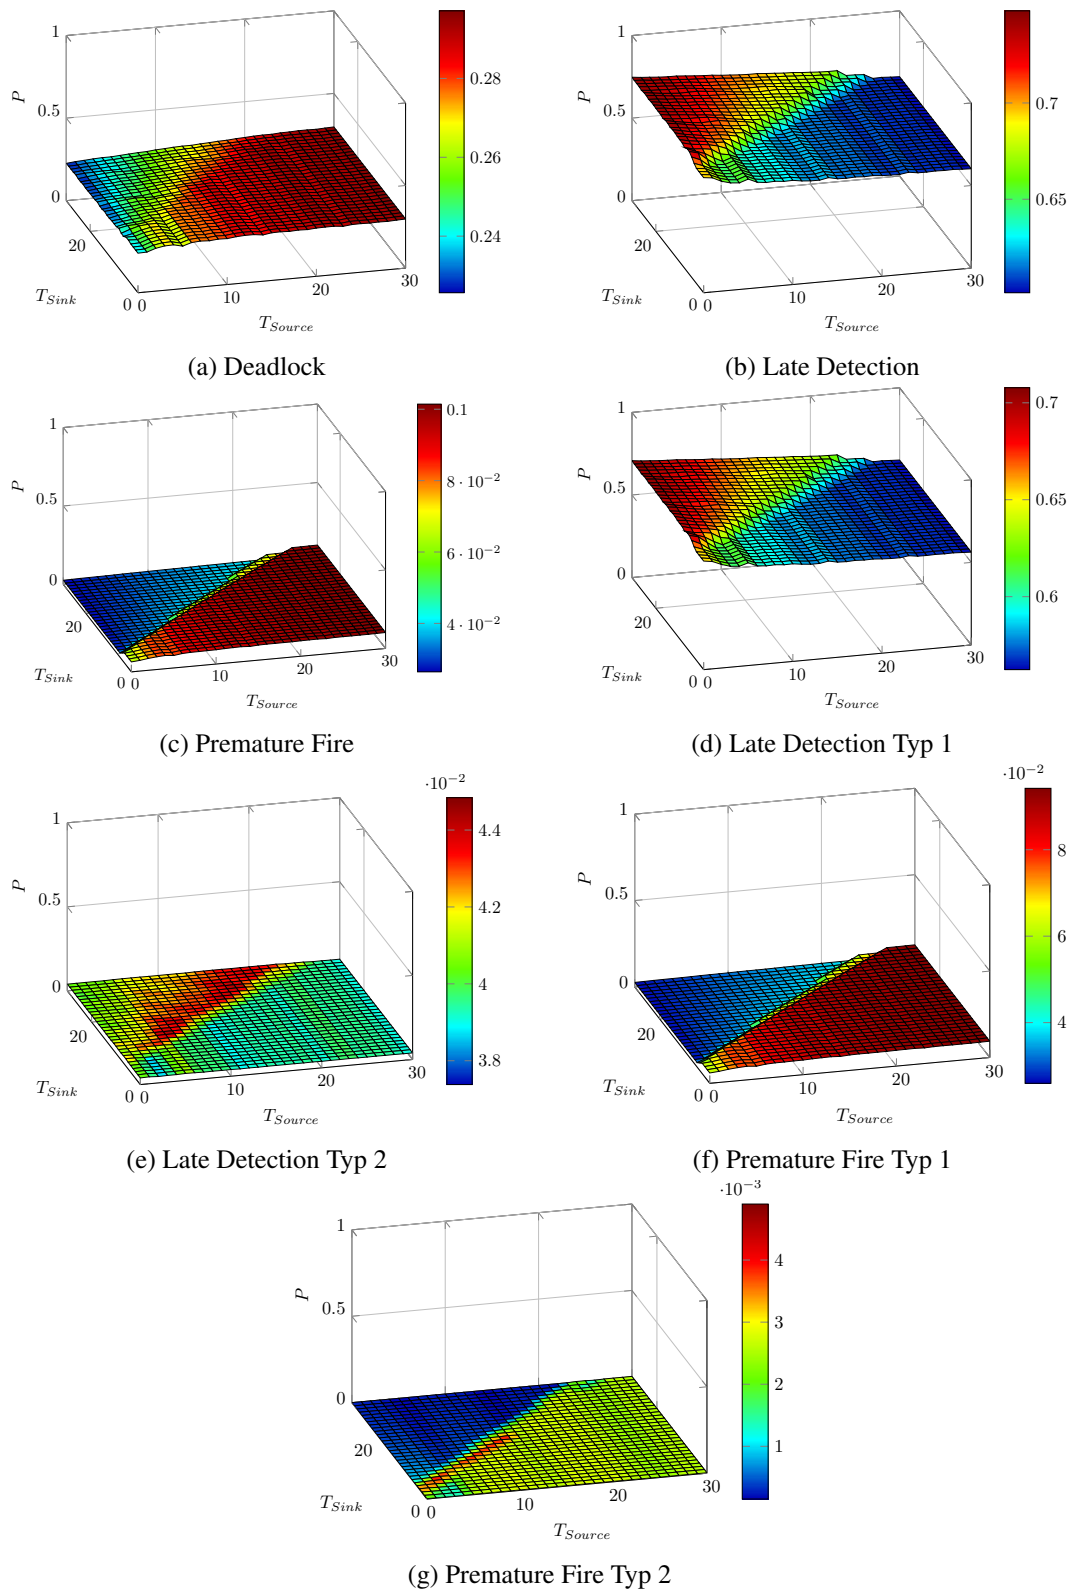 1
0.5
0
P
20
0 0
10
20
30
T_Sink
T_Source
0.28
0.26
0.24
(a) Deadlock
1
0.5
0
P
20
0 0
10
20
30
T_Sink
T_Source
0.7
0.65
(b) Late Detection
1
0.5
0
P
20
0 0
10
20
30
T_Sink
T_Source
0.1
8 · 10⁻²
6 · 10⁻²
4 · 10⁻²
(c) Premature Fire
1
0.5
0
P
20
0 0
10
20
30
T_Sink
T_Source
0.7
0.65
0.6
(d) Late Detection Typ 1
·10⁻²
1
0.5
0
P
20
0 0
10
20
30
T_Sink
T_Source
4.4
4.2
4
3.8
(e) Late Detection Typ 2
·10⁻²
1
0.5
0
P
20
0 0
10
20
30
T_Sink
T_Source
8
6
4
(f) Premature Fire Typ 1
·10⁻³
1
0.5
0
P
20
0 0
10
20
30
T_Sink
T_Source
4
3
2
1
(g) Premature Fire Typ 2